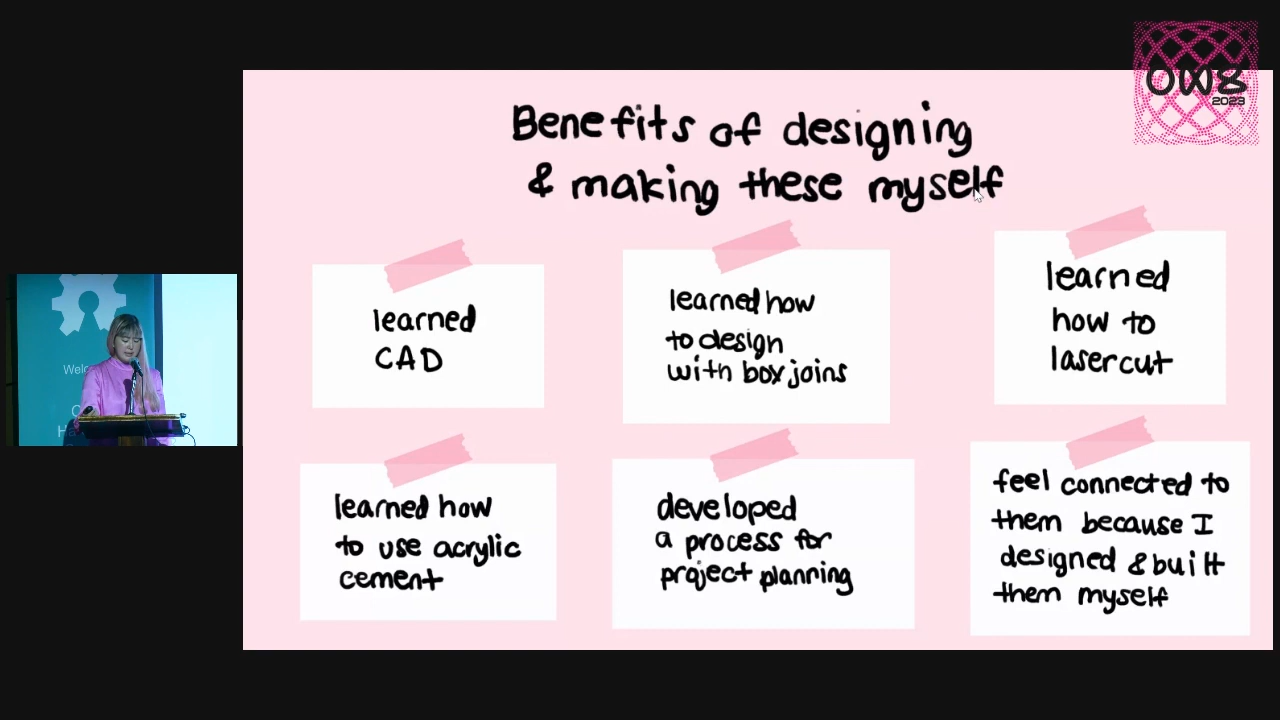 OW8
2023
Benefits of designing
& making these myself
learned
CAD
learned how
to design
with box joins
learned
how to
lasercut
learned how
to use acrylic
cement
developed
a process for
project planning
feel connected to
them because I
designed & built
them myself